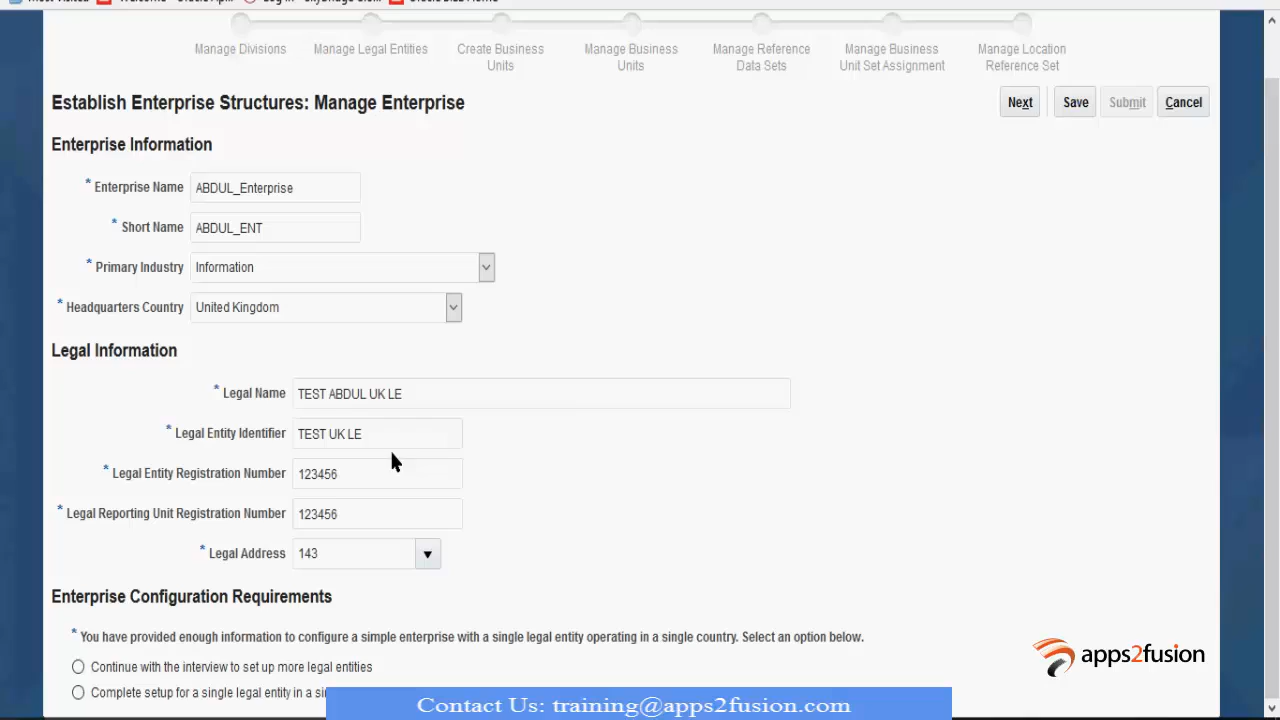 Manage Divisions
Manage Legal Entities
Create Business Units
Manage Business Units
Manage Reference Data Sets
Manage Business Unit Set Assignment
Manage Location Reference Set
Establish Enterprise Structures: Manage Enterprise
Next Save Submit Cancel
Enterprise Information
* Enterprise Name ABDUL_Enterprise
* Short Name ABDUL_ENT
* Primary Industry Information
* Headquarters Country United Kingdom
Legal Information
* Legal Name TEST ABDUL UK LE
* Legal Entity Identifier TEST UK LE
* Legal Entity Registration Number 123456
* Legal Reporting Unit Registration Number 123456
* Legal Address 143
Enterprise Configuration Requirements
* You have provided enough information to configure a simple enterprise with a single legal entity operating in a single country. Select an option below.
Continue with the interview to set up more legal entities
Complete setup for a single legal entity in a
apps2fusion
Contact Us: training@apps2fusion.com